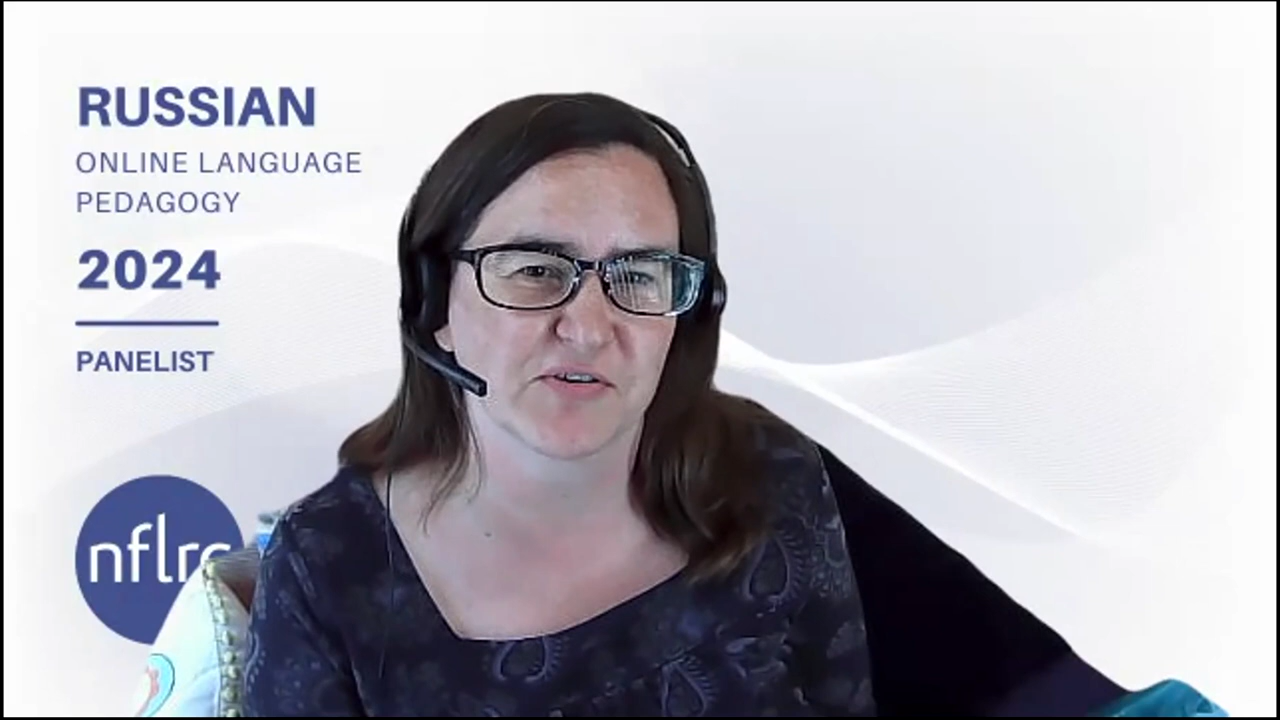 RUSSIAN
ONLINE LANGUAGE
PEDAGOGY
2024
PANELIST
nflrc